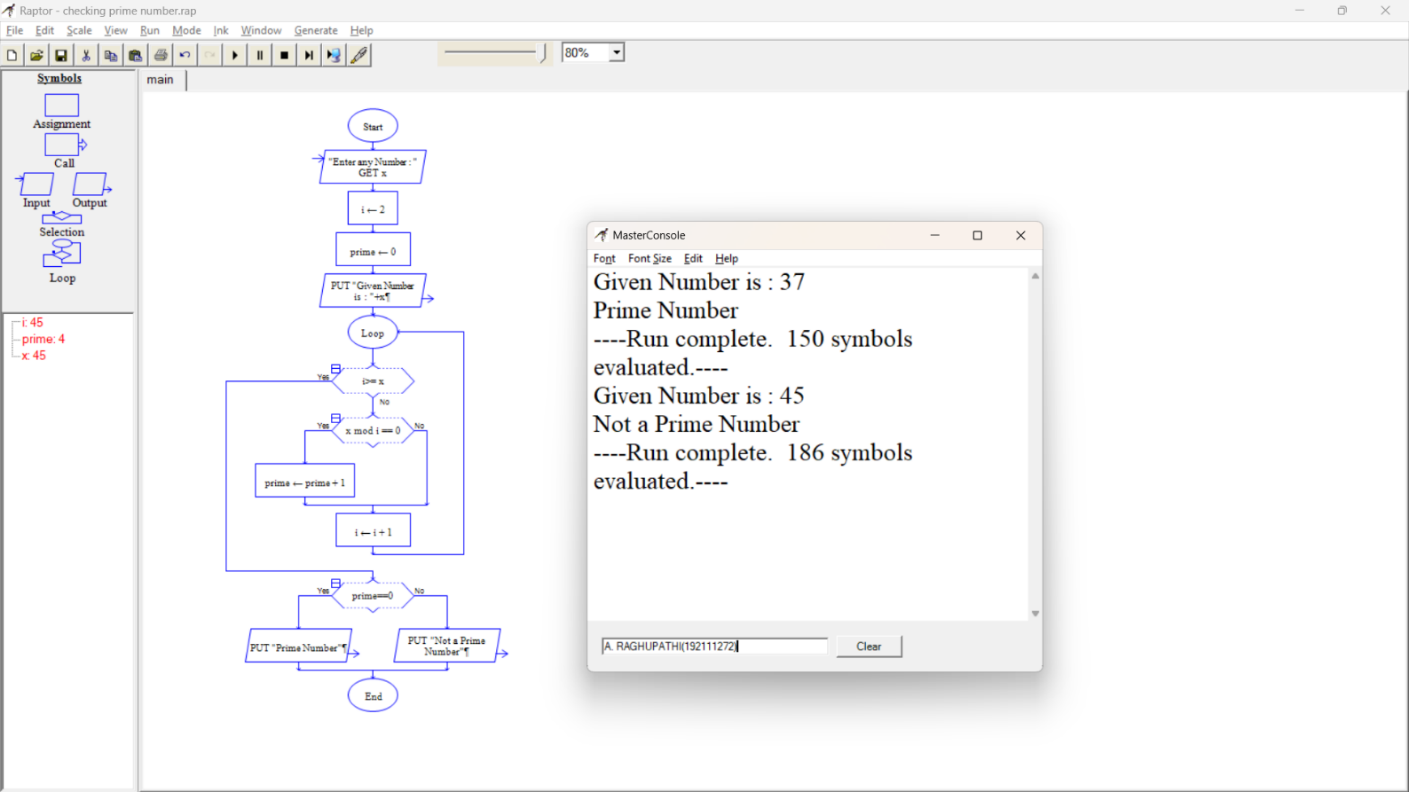 Raptor - checking prime number.rap
File Edit Scale View Run Mode Ink Window Generate Help
80%
Symbols
Assignment
Call
Input Output
Selection
Loop
i: 45
prime: 4
x: 45
main
Start
"Enter any Number : "
GET x
i ← 2
prime ← 0
PUT "Given Number
is : "+x¶
Loop
Yes
i>= x
No
Yes
x mod i == 0
No
prime ← prime + 1
i ← i + 1
Yes
prime==0
No
PUT "Prime Number"¶
PUT "Not a Prime
Number"¶
End
MasterConsole
Font Font Size Edit Help
Given Number is : 37
Prime Number
----Run complete.  150 symbols
evaluated.----
Given Number is : 45
Not a Prime Number
----Run complete.  186 symbols
evaluated.----
A. RAGHUPATHI(192111272)
Clear